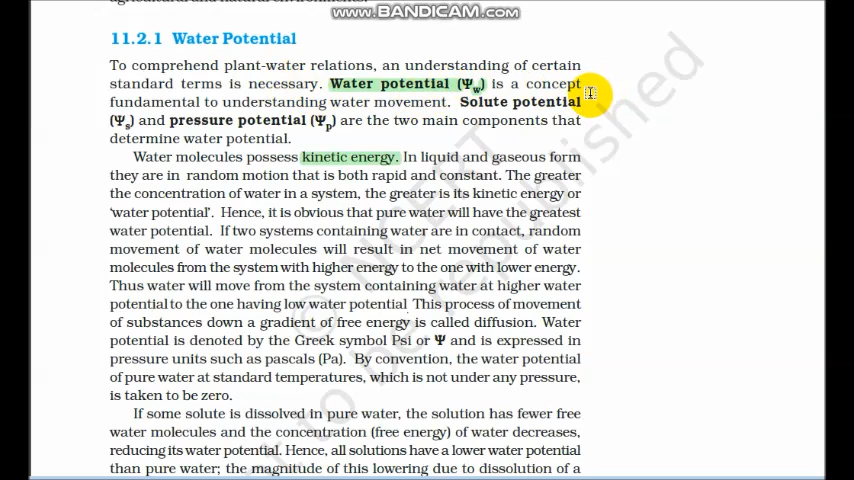 agricultural and natural environments.
www.BANDICAM.com
11.2.1 Water Potential
To comprehend plant-water relations, an understanding of certain
standard terms is necessary. Water potential (Ψw) is a concept
fundamental to understanding water movement. Solute potential
(Ψs) and pressure potential (Ψp) are the two main components that
determine water potential.
Water molecules possess kinetic energy. In liquid and gaseous form
they are in random motion that is both rapid and constant. The greater
the concentration of water in a system, the greater is its kinetic energy or
‘water potential’. Hence, it is obvious that pure water will have the greatest
water potential. If two systems containing water are in contact, random
movement of water molecules will result in net movement of water
molecules from the system with higher energy to the one with lower energy.
Thus water will move from the system containing water at higher water
potential to the one having low water potential This process of movement
of substances down a gradient of free energy is called diffusion. Water
potential is denoted by the Greek symbol Psi or Ψ and is expressed in
pressure units such as pascals (Pa). By convention, the water potential
of pure water at standard temperatures, which is not under any pressure,
is taken to be zero.
If some solute is dissolved in pure water, the solution has fewer free
water molecules and the concentration (free energy) of water decreases,
reducing its water potential. Hence, all solutions have a lower water potential
than pure water; the magnitude of this lowering due to dissolution of a
© NCERT
not to be republished